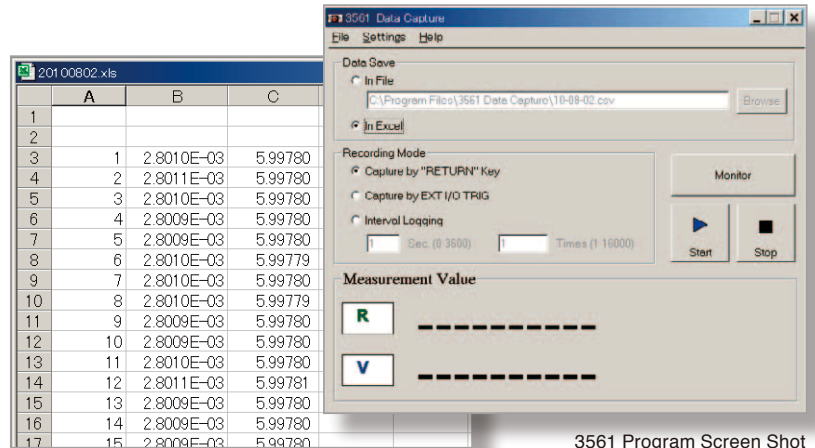 20100802.xls
A B C
1
2
3 1 2.8010E-03 5.99780
4 2 2.8011E-03 5.99780
5 3 2.8010E-03 5.99780
6 4 2.8009E-03 5.99780
7 5 2.8009E-03 5.99780
8 6 2.8010E-03 5.99779
9 7 2.8010E-03 5.99780
10 8 2.8010E-03 5.99779
11 9 2.8009E-03 5.99780
12 10 2.8009E-03 5.99780
13 11 2.8010E-03 5.99780
14 12 2.8011E-03 5.99781
15 13 2.8009E-03 5.99780
16 14 2.8009E-03 5.99780
17 15 2.8009E-03 5.99780
3561 Data Capture
File Settings Help
Data Save
In File
C:\Program Files\3561 Data Capture\10-08-02.csv Browse
In Excel
Recording Mode
Capture by "RETURN" Key
Capture by EXT I/O TRIG
Interval Logging
1 Sec. (0-3600) 1 Times (1-16000)
Monitor
Start Stop
Measurement Value
R ----------
V ----------
3561 Program Screen Shot